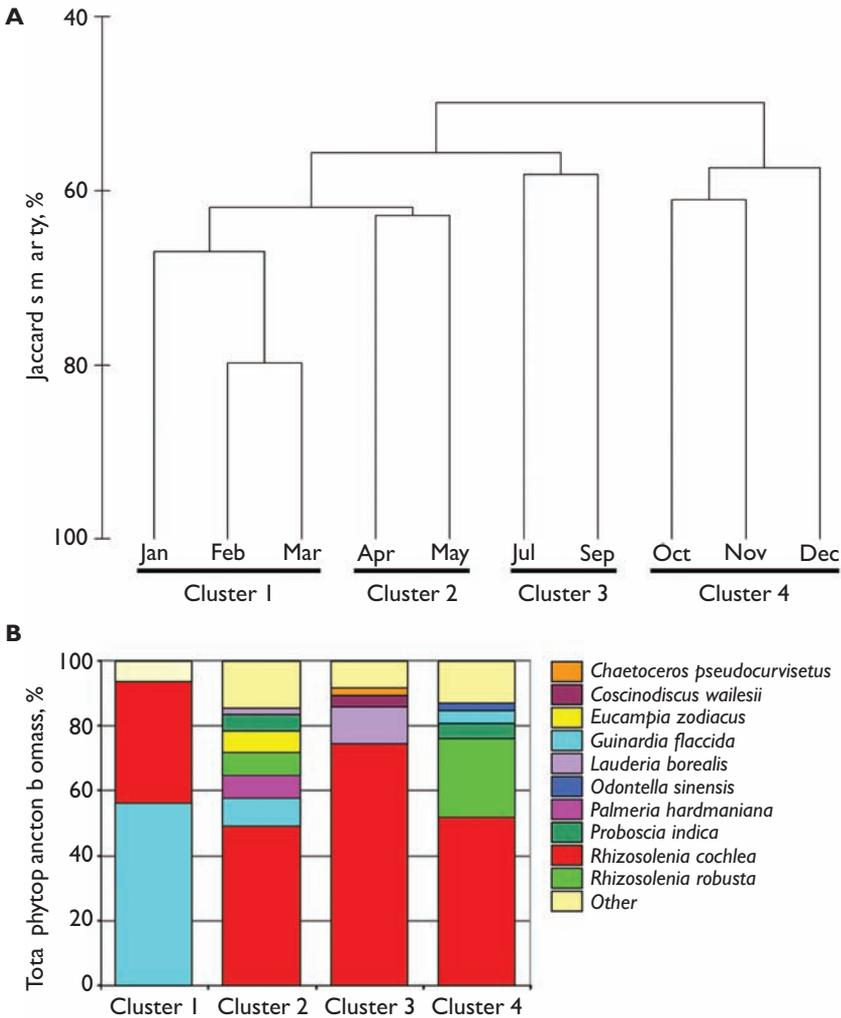 A
40
60
80
100
Jaccard s m ar ty, %
Jan Feb Mar Apr May Jul Sep Oct Nov Dec
Cluster 1 Cluster 2 Cluster 3 Cluster 4
B
100
80
60
40
20
0
Tota phytop ancton b omass, %
Cluster 1 Cluster 2 Cluster 3 Cluster 4
Chaetoceros pseudocurvisetus
Coscinodiscus wailesii
Eucampia zodiacus
Guinardia flaccida
Lauderia borealis
Odontella sinensis
Palmeria hardmaniana
Proboscia indica
Rhizosolenia cochlea
Rhizosolenia robusta
Other